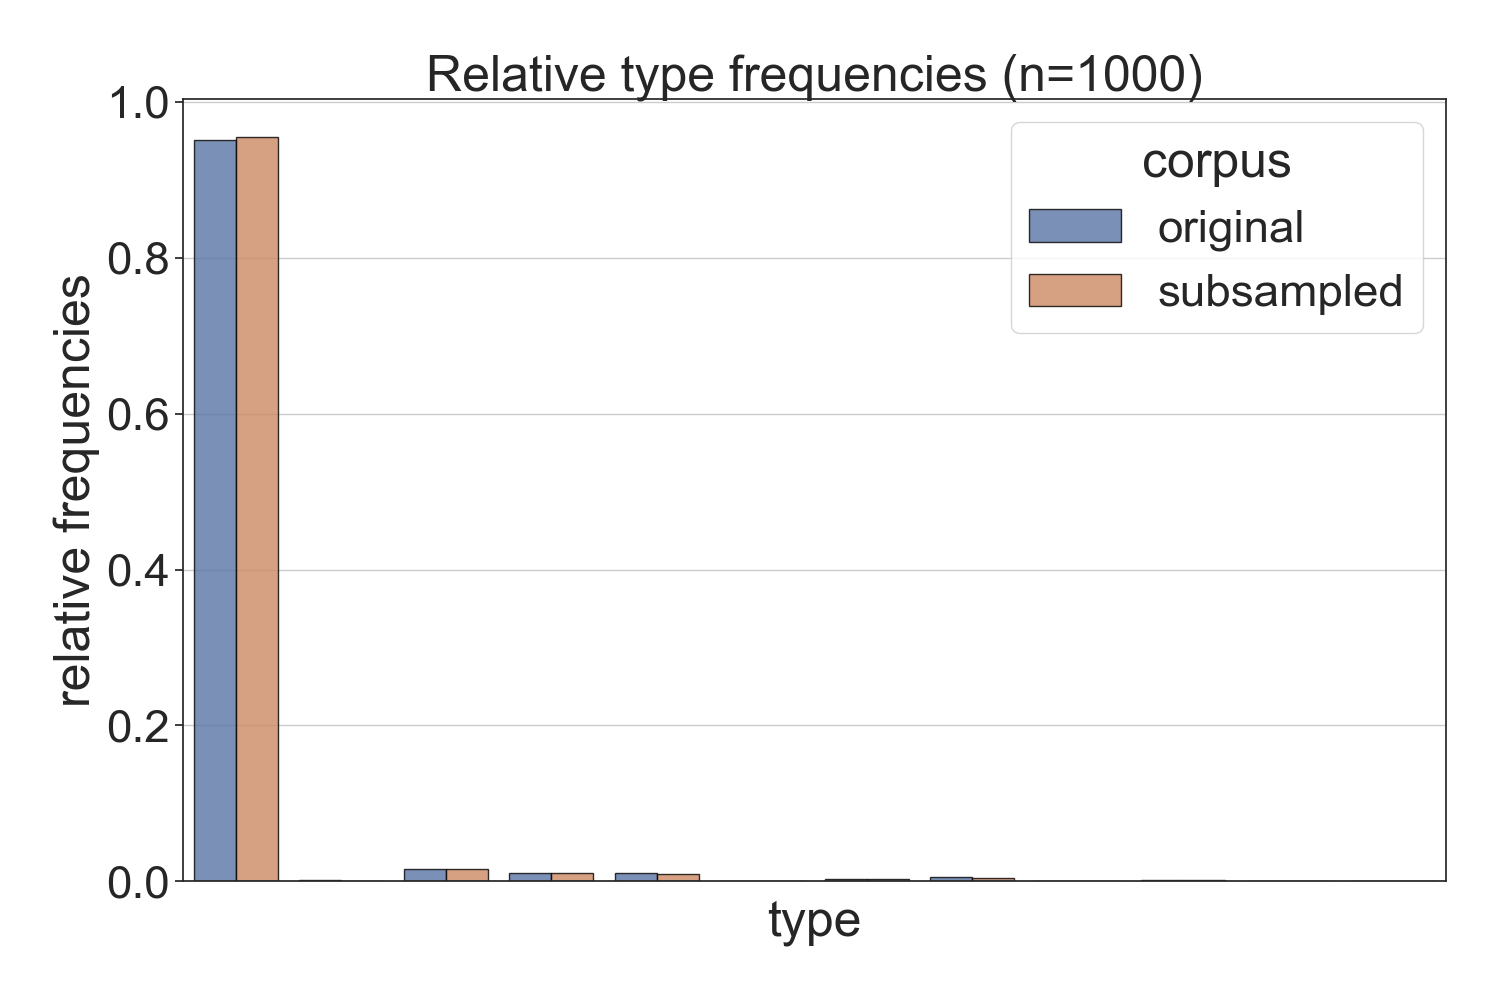 Relative type frequencies (n=1000)
1.0
0.8
0.6
0.4
0.2
0.0
relative frequencies
type
corpus
original
subsampled